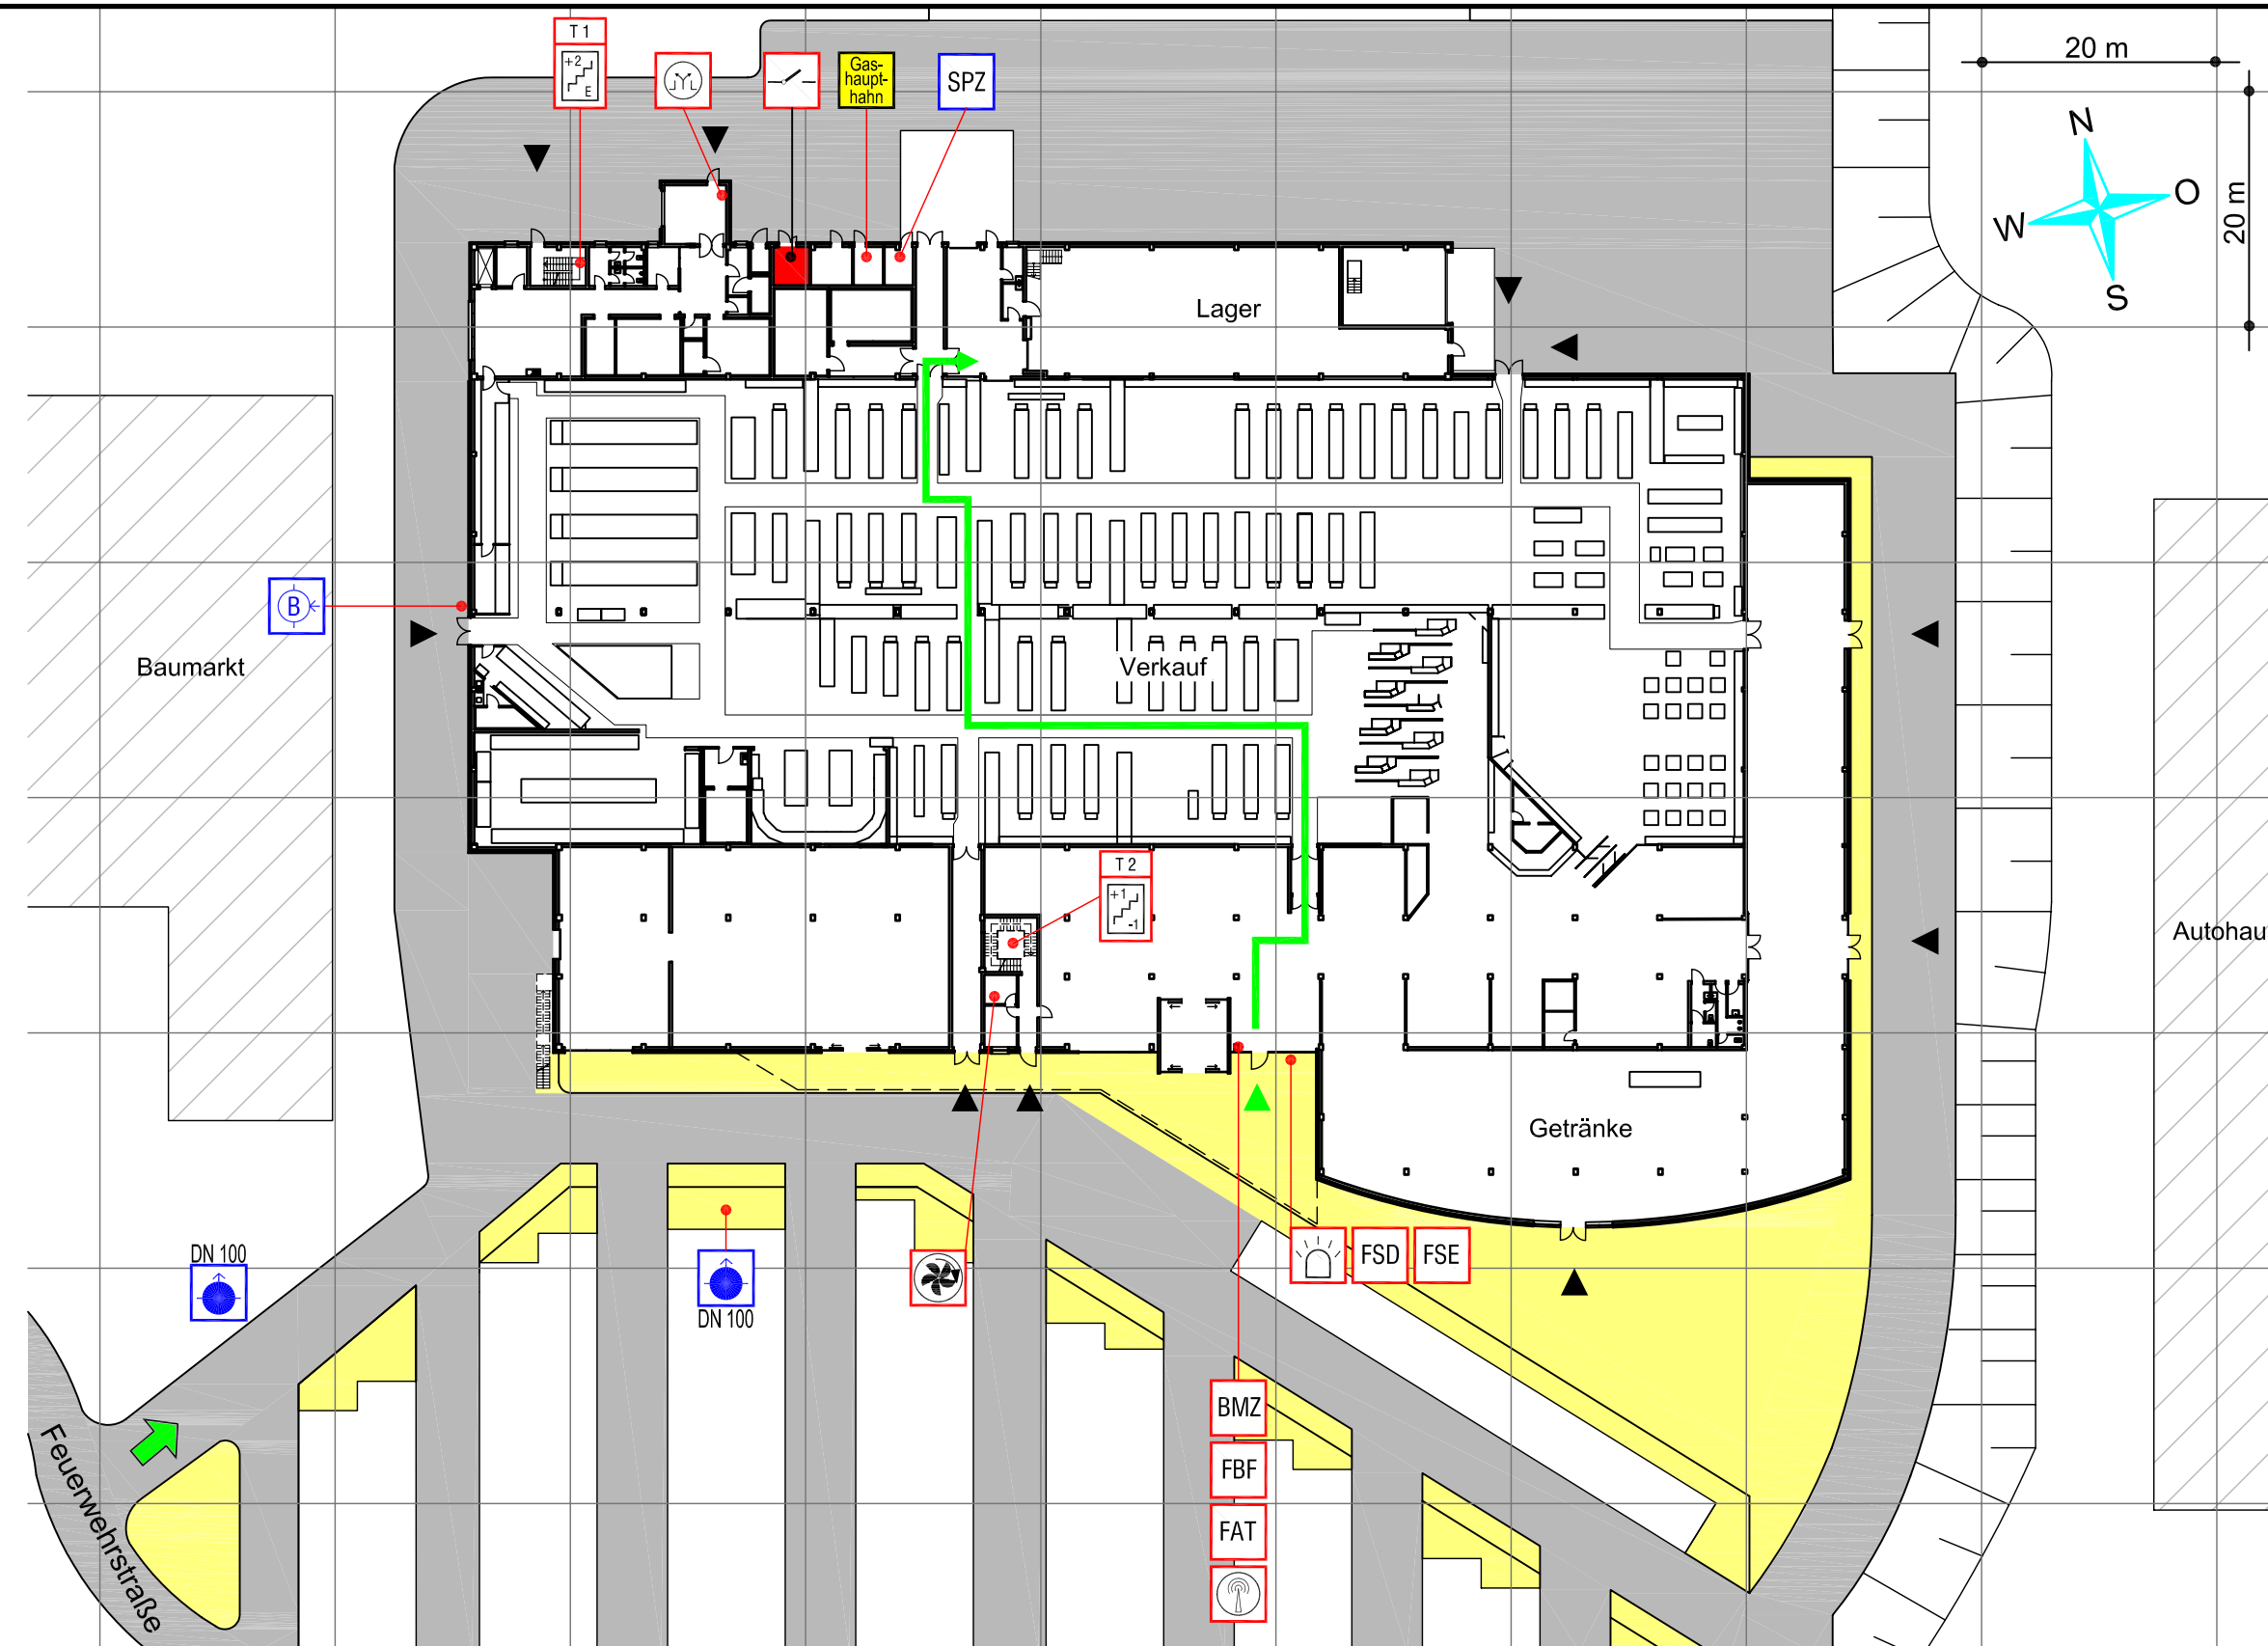 T 1
+2
E
Gas-
haupt-
hahn
SPZ
20 m
N
O
W
S
20 m
Lager
B
Baumarkt
Verkauf
T 2
+1
-1
Autohau
Getränke
DN 100
DN 100
FSD
FSE
BMZ
FBF
FAT
Feuerwehrstraße